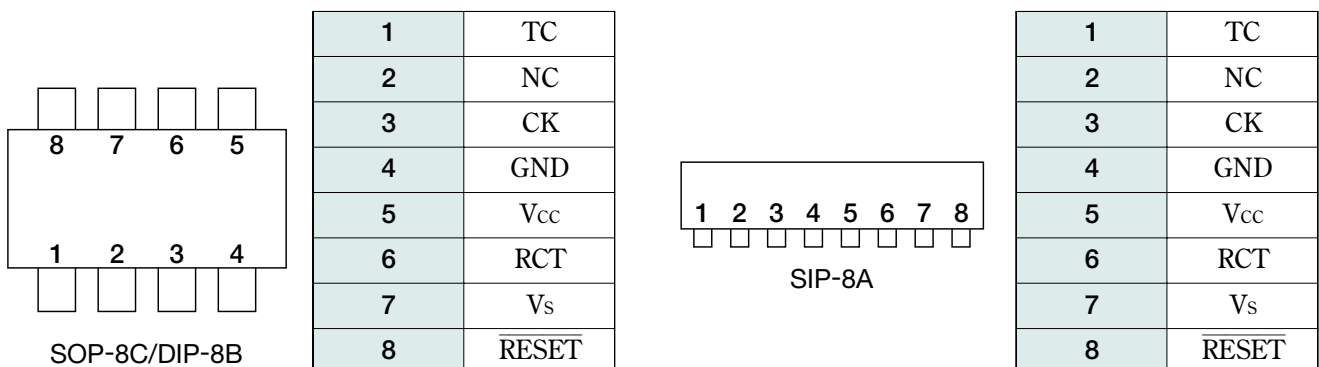 8 7 6 5
1 2 3 4
SOP-8C/DIP-8B
1 TC
2 NC
3 CK
4 GND
5 Vcc
6 RCT
7 Vs
8 R̅E̅S̅E̅T̅
1 2 3 4 5 6 7 8
SIP-8A
1 TC
2 NC
3 CK
4 GND
5 Vcc
6 RCT
7 Vs
8 R̅E̅S̅E̅T̅